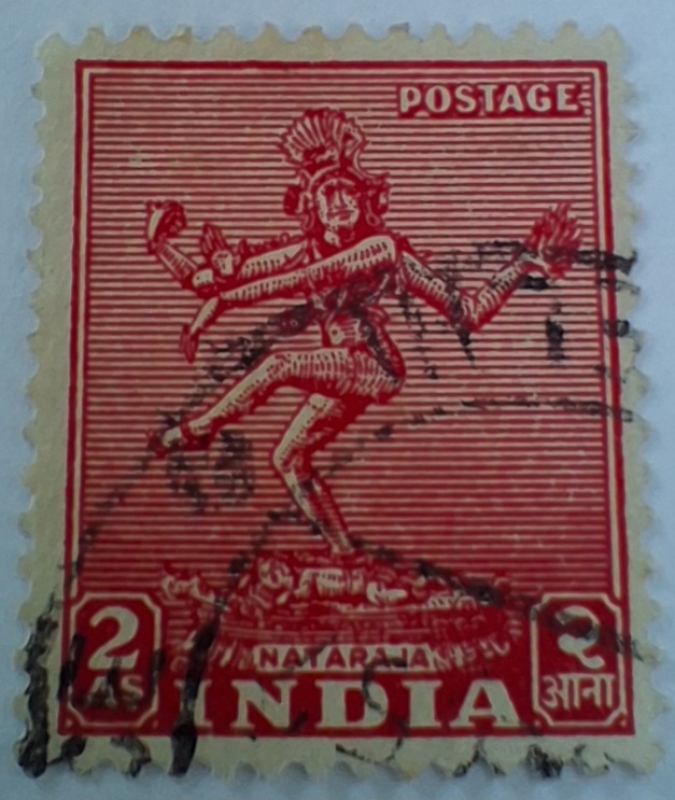 POSTAGE
2 २
AS आना
NATARAJA
INDIA